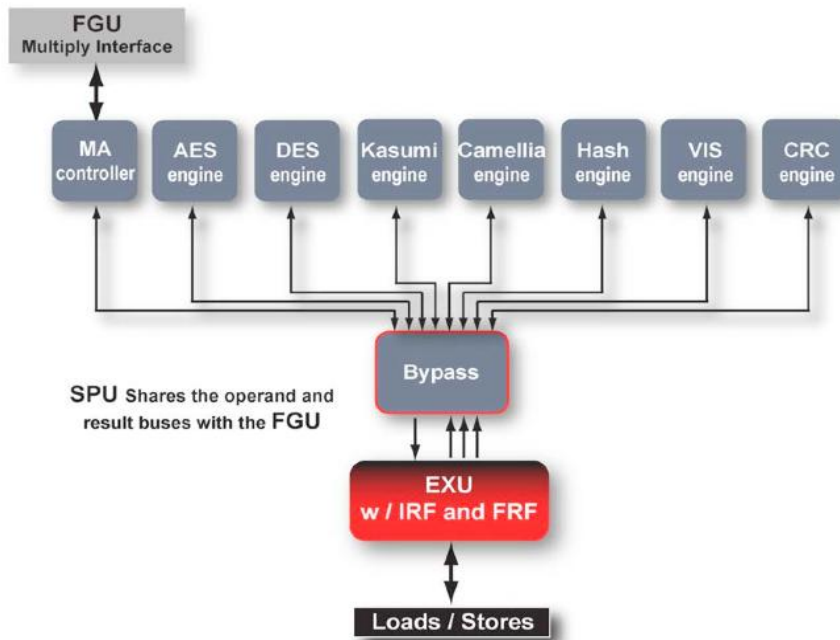 FGU
Multiply Interface
MA
controller
AES
engine
DES
engine
Kasumi
engine
Camellia
engine
Hash
engine
VIS
engine
CRC
engine
Bypass
SPU Shares the operand and
result buses with the FGU
EXU
w / IRF and FRF
Loads / Stores